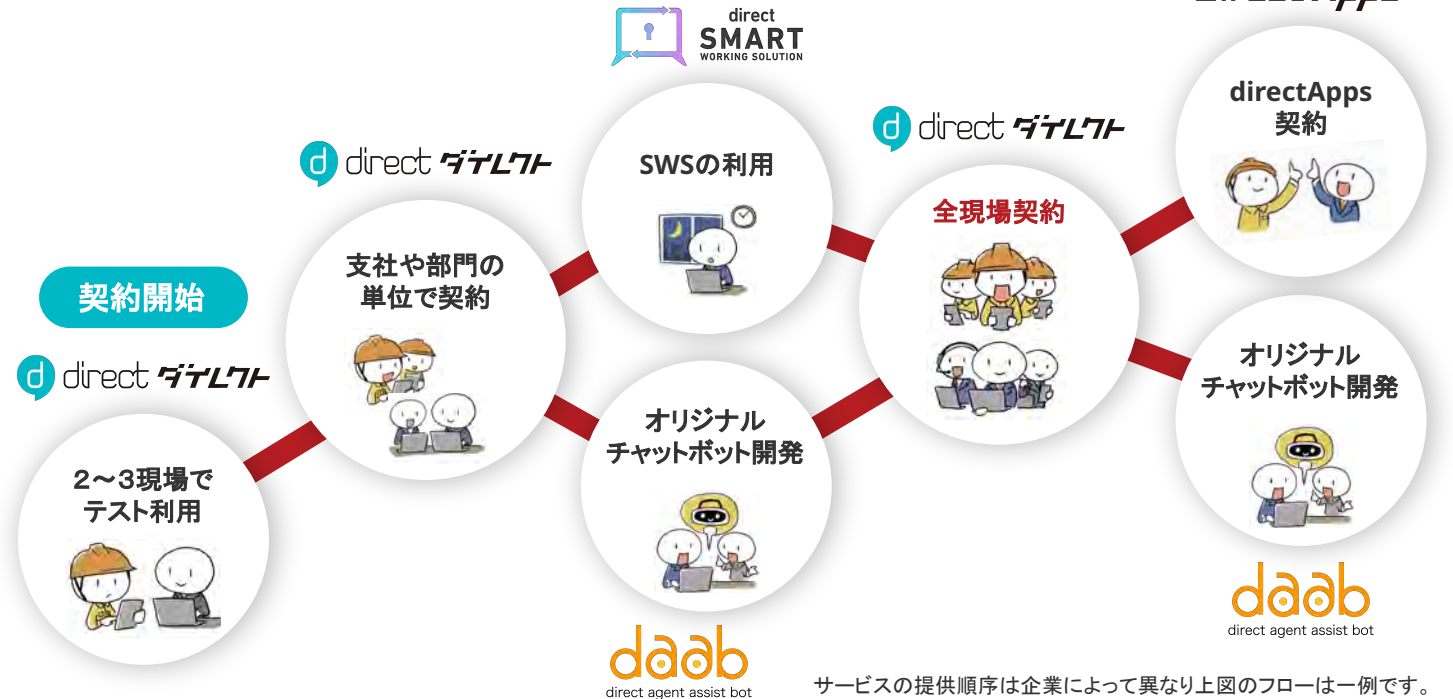 契約開始
direct ダイレクト
2～3現場で
テスト利用
direct ダイレクト
支社や部門の
単位で契約
direct
SMART
WORKING SOLUTION
SWSの利用
オリジナル
チャットボット開発
daab
direct agent assist bot
direct ダイレクト
全現場契約
directApps
契約
オリジナル
チャットボット開発
daab
direct agent assist bot
サービスの提供順序は企業によって異なり上図のフローは一例です。